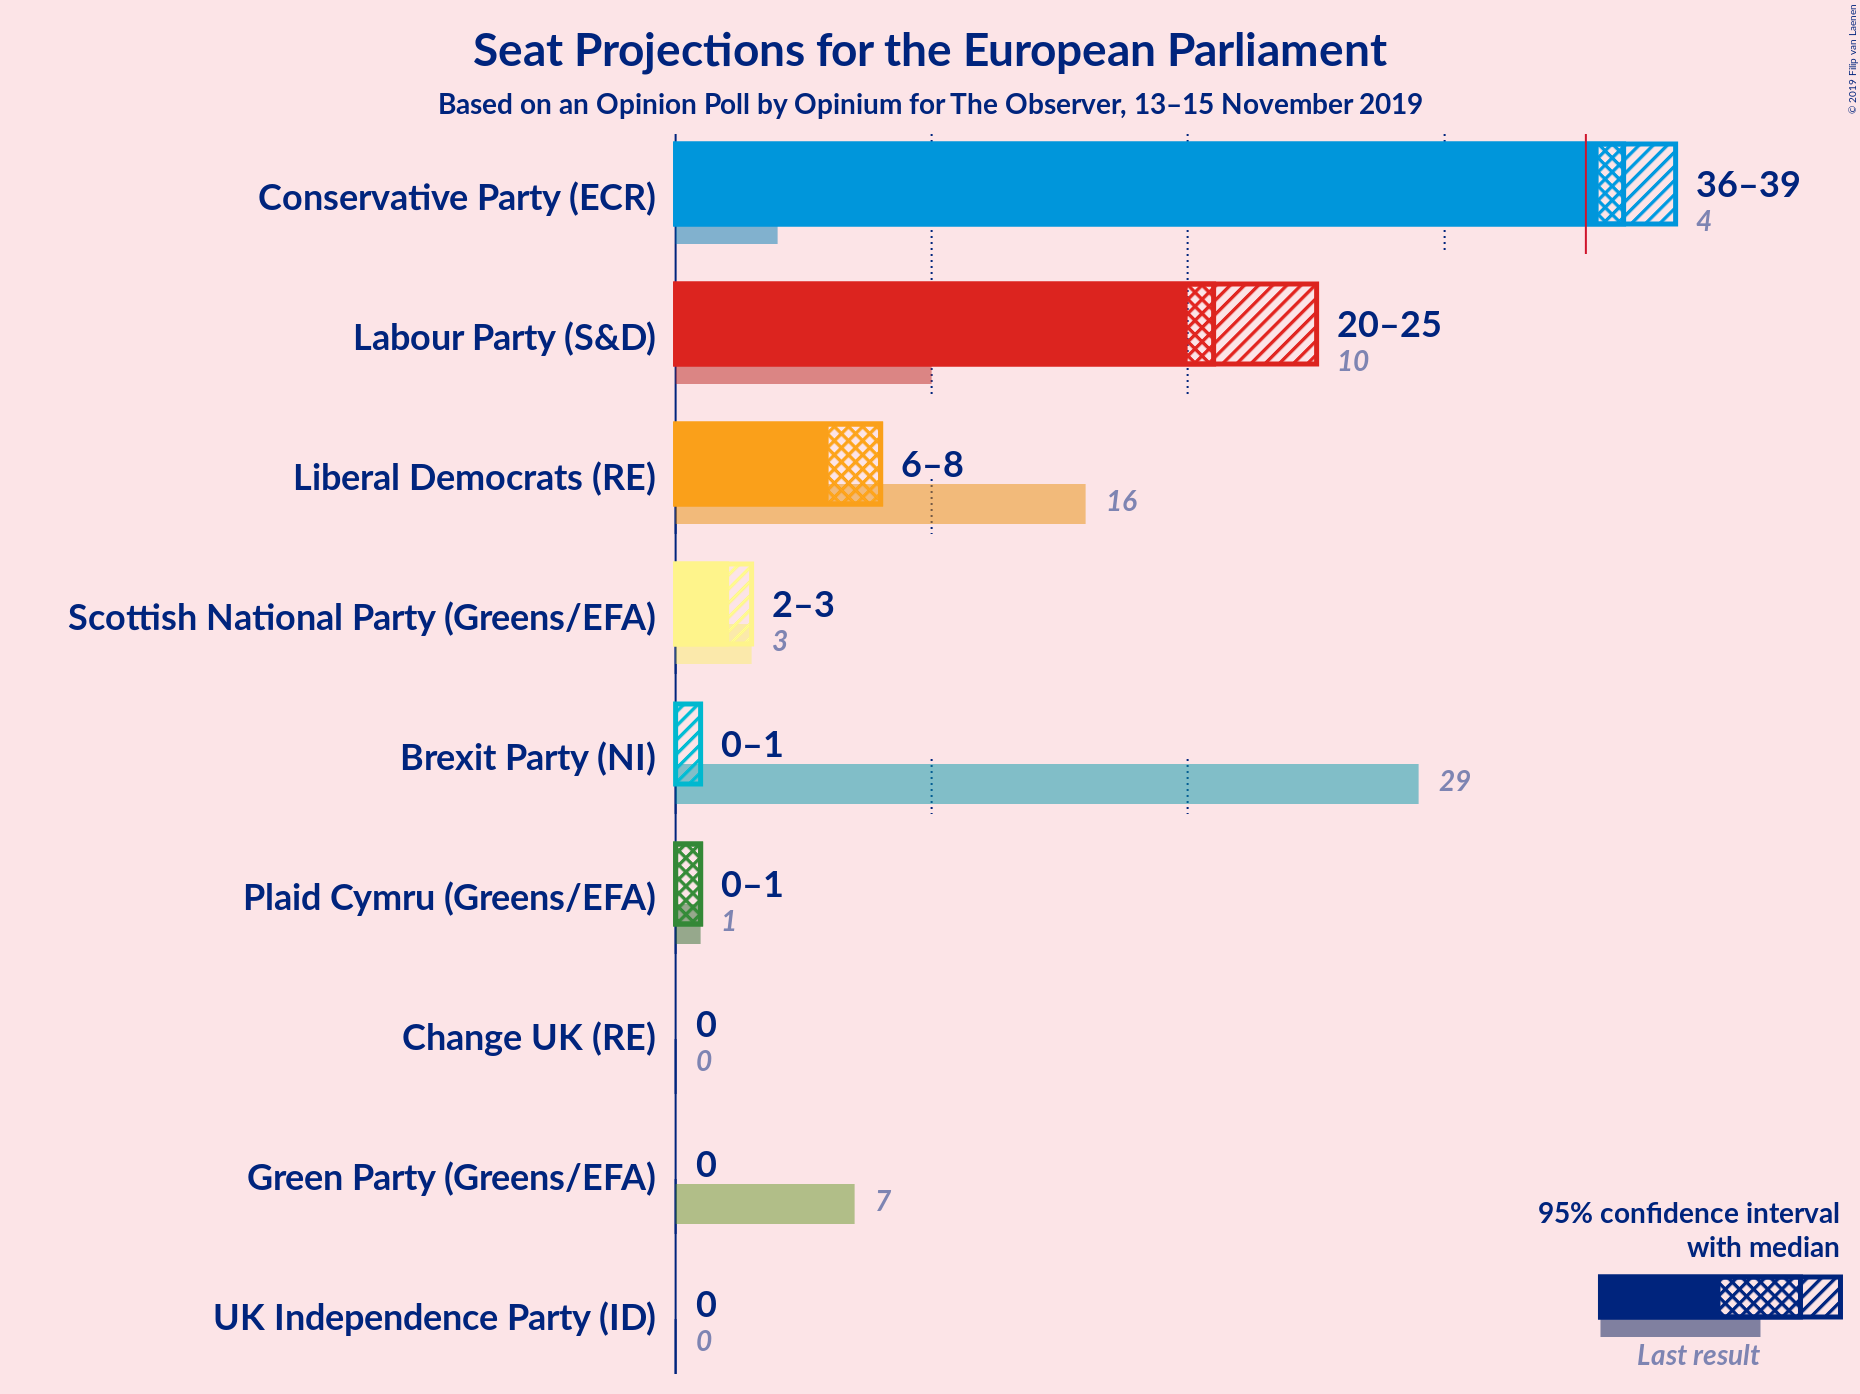 Seat Projections for the European Parliament
Based on an Opinion Poll by Opinium for The Observer, 13–15 November 2019
© 2019 Filip van Laenen
Conservative Party (ECR)
36–39
4
Labour Party (S&D)
20–25
10
Liberal Democrats (RE)
6–8
16
Scottish National Party (Greens/EFA)
2–3
3
Brexit Party (NI)
0–1
29
Plaid Cymru (Greens/EFA)
0–1
1
Change UK (RE)
0
0
Green Party (Greens/EFA)
0
7
UK Independence Party (ID)
0
0
95% confidence interval
with median
Last result